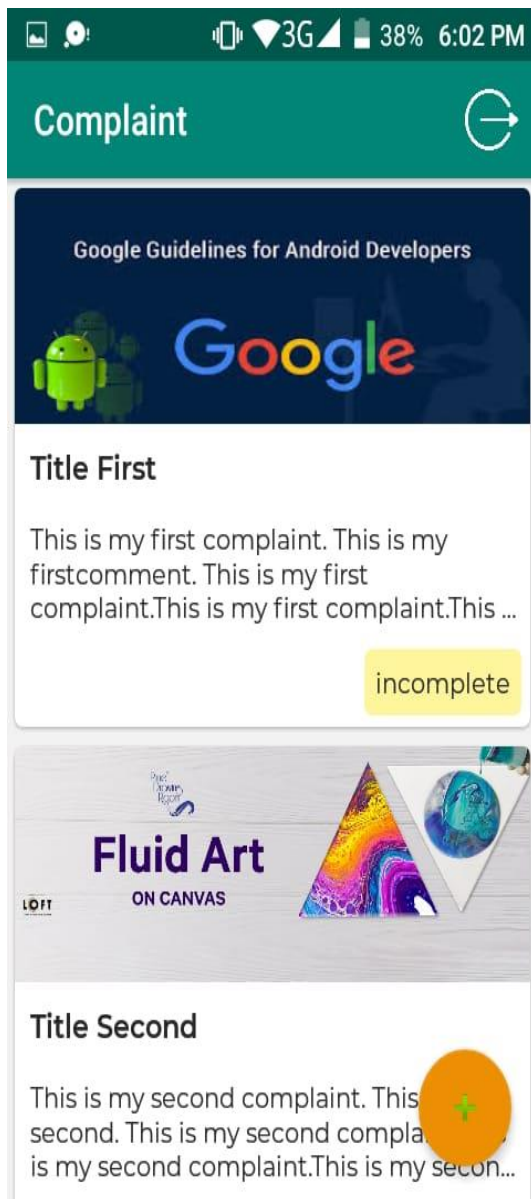 3G 38% 6:02 PM
Complaint
Google Guidelines for Android Developers
Google
Title First
This is my first complaint. This is my
firstcomment. This is my first
complaint.This is my first complaint.This ...
incomplete
Fluid Art
ON CANVAS
LOFT
Title Second
This is my second complaint. This
second. This is my second compla
is my second complaint.This is my secon...
+